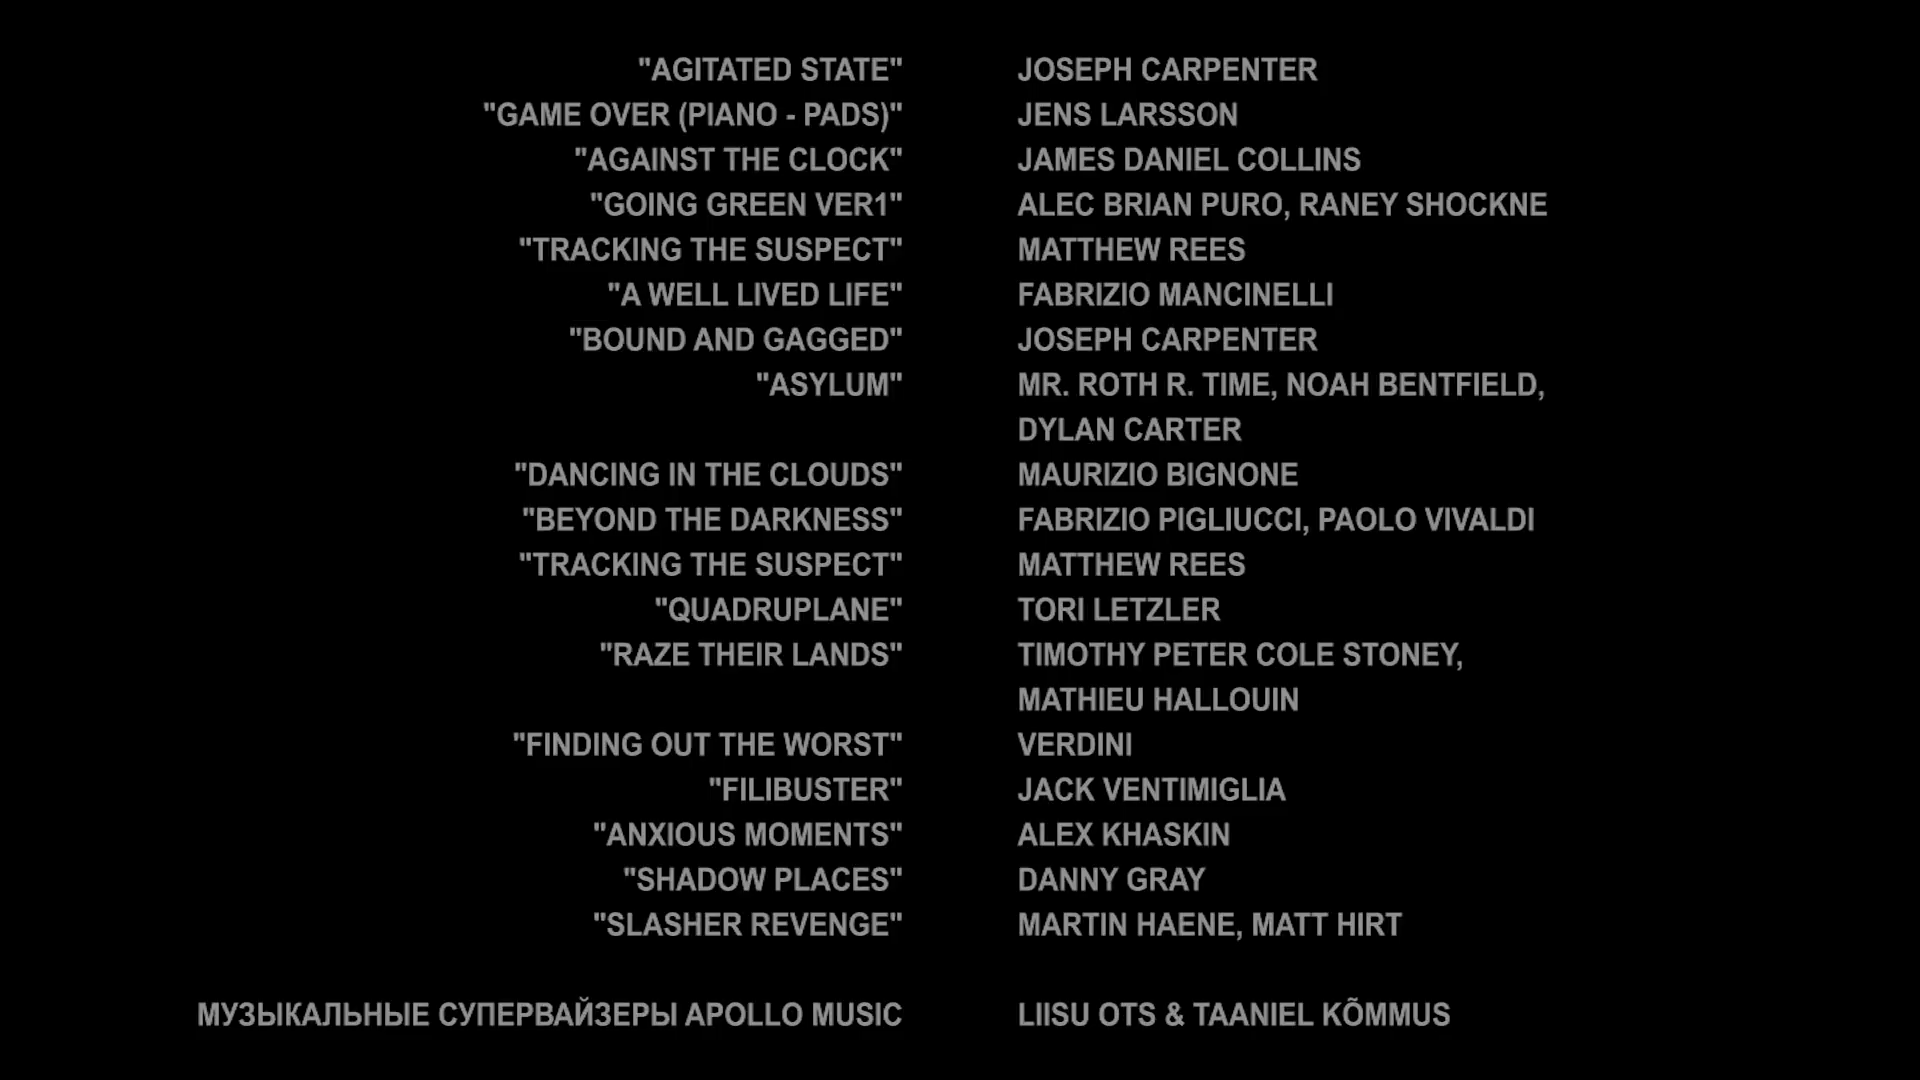 "AGITATED STATE" JOSEPH CARPENTER
"GAME OVER (PIANO - PADS)" JENS LARSSON
"AGAINST THE CLOCK" JAMES DANIEL COLLINS
"GOING GREEN VER1" ALEC BRIAN PURO, RANEY SHOCKNE
"TRACKING THE SUSPECT" MATTHEW REES
"A WELL LIVED LIFE" FABRIZIO MANCINELLI
"BOUND AND GAGGED" JOSEPH CARPENTER
"ASYLUM" MR. ROTH R. TIME, NOAH BENTFIELD,
DYLAN CARTER
"DANCING IN THE CLOUDS" MAURIZIO BIGNONE
"BEYOND THE DARKNESS" FABRIZIO PIGLIUCCI, PAOLO VIVALDI
"TRACKING THE SUSPECT" MATTHEW REES
"QUADRUPLANE" TORI LETZLER
"RAZE THEIR LANDS" TIMOTHY PETER COLE STONEY,
MATHIEU HALLOUIN
"FINDING OUT THE WORST" VERDINI
"FILIBUSTER" JACK VENTIMIGLIA
"ANXIOUS MOMENTS" ALEX KHASKIN
"SHADOW PLACES" DANNY GRAY
"SLASHER REVENGE" MARTIN HAENE, MATT HIRT
МУЗЫКАЛЬНЫЕ СУПЕРВАЙЗЕРЫ APOLLO MUSIC LIISU OTS & TAANIEL KÕMMUS